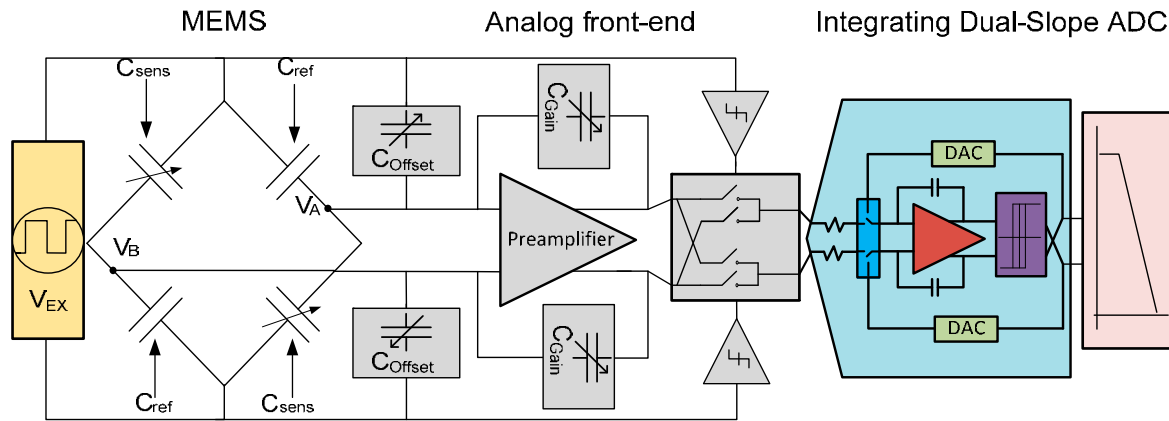 MEMS
Analog front-end
Integrating Dual-Slope ADC
Csens
Cref
COffset
CGain
VA
VB
VEX
Preamplifier
DAC
DAC
COffset
CGain
Cref
Csens